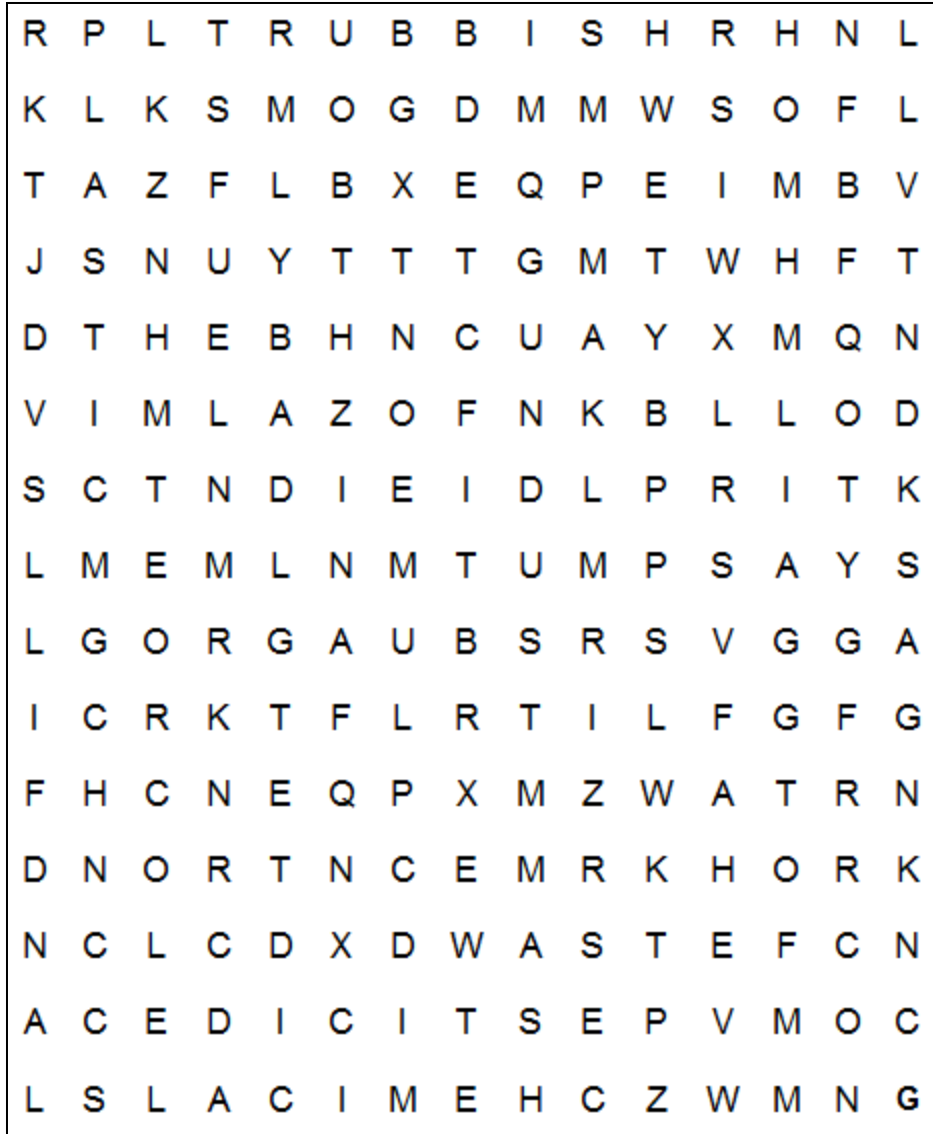 R P L T R U B B I S H R H N L
K L K S M O G D M M W S O F L
T A Z F L B X E Q P E I M B V
J S N U Y T T T G M T W H F T
D T H E B H N C U A Y X M Q N
V I M L A Z O F N K B L L O D
S C T N D I E I D L P R I T K
L M E M L N M T U M P S A Y S
L G O R G A U B S R S V G G A
I C R K T F L R T I L F G F G
F H C N E Q P X M Z W A T R N
D N O R T N C E M R K H O R K
N C L C D X D W A S T E F C N
A C E D I C I T S E P V M O C
L S L A C I M E H C Z W M N G